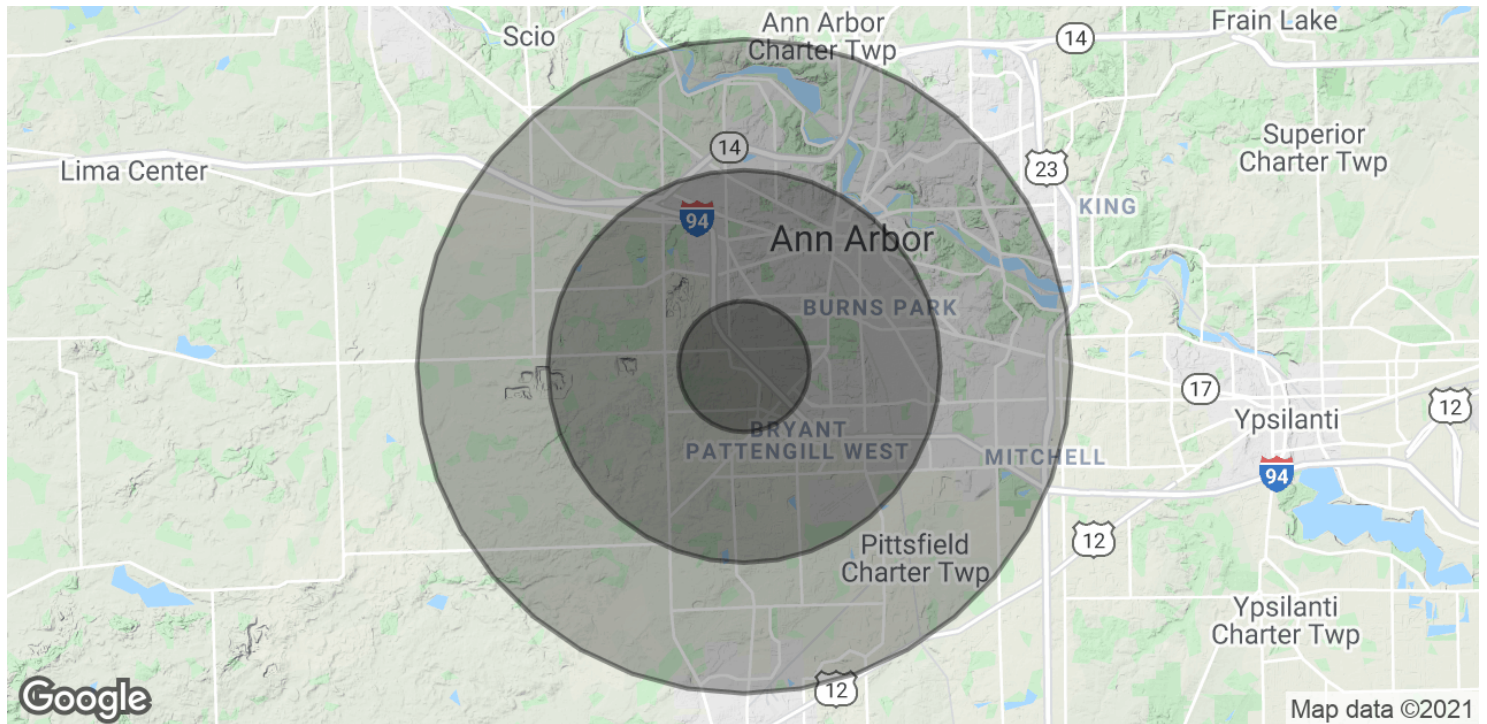 Ann Arbor
Charter Twp
Frain Lake
Scio
14
14
Superior
Charter Twp
Lima Center
23
KING
94
Ann Arbor
BURNS PARK
17
12
Ypsilanti
BRYANT
PATTENGILL WEST
MITCHELL
94
12
Pittsfield
Charter Twp
Ypsilanti
Charter Twp
12
Google
Map data ©2021